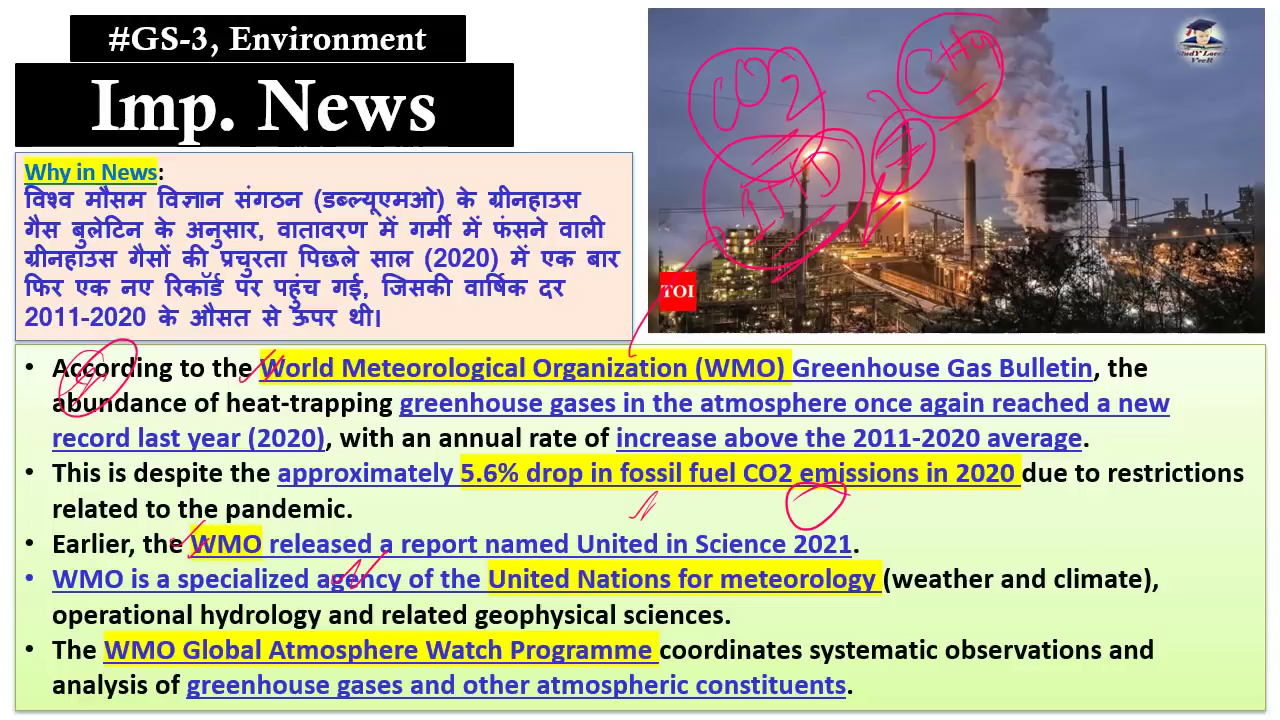 #GS-3, Environment
Imp. News
Why in News:
विश्व मौसम विज्ञान संगठन (डब्ल्यूएमओ) के ग्रीनहाउस
गैस बुलेटिन के अनुसार, वातावरण में गर्मी में फंसने वाली
ग्रीनहाउस गैसों की प्रचुरता पिछले साल (2020) में एक बार
फिर एक नए रिकॉर्ड पर पहुंच गई, जिसकी वार्षिक दर
2011-2020 के औसत से ऊपर थी।
CO2
TOI
• According to the World Meteorological Organization (WMO) Greenhouse Gas Bulletin, the
abundance of heat-trapping greenhouse gases in the atmosphere once again reached a new
record last year (2020), with an annual rate of increase above the 2011-2020 average.
• This is despite the approximately 5.6% drop in fossil fuel CO2 emissions in 2020 due to restrictions
related to the pandemic.
• Earlier, the WMO released a report named United in Science 2021.
• WMO is a specialized agency of the United Nations for meteorology (weather and climate),
operational hydrology and related geophysical sciences.
• The WMO Global Atmosphere Watch Programme coordinates systematic observations and
analysis of greenhouse gases and other atmospheric constituents.